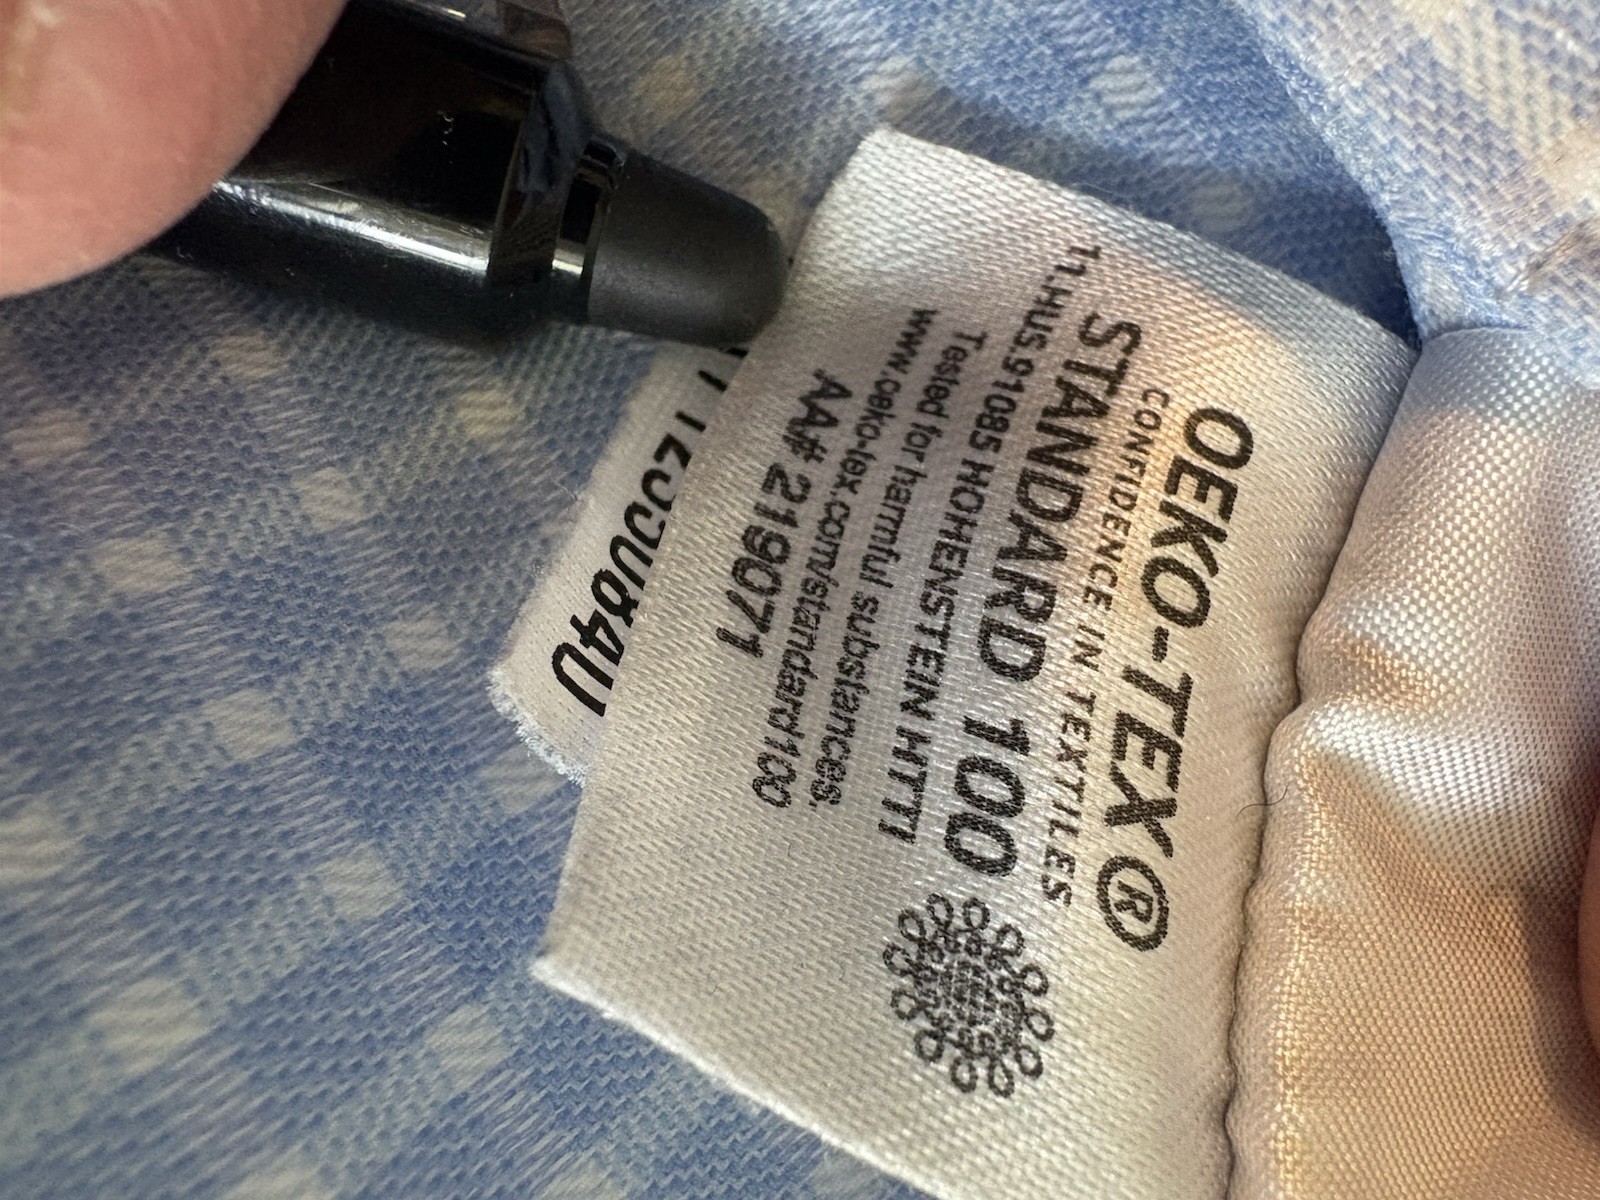 OEKO-TEX®
CONFIDENCE IN TEXTILES
STANDARD 100
11.HUS.91085 HOHENSTEIN HTTI
Tested for harmful substances.
www.oeko-tex.com/standard100
AA# 219071